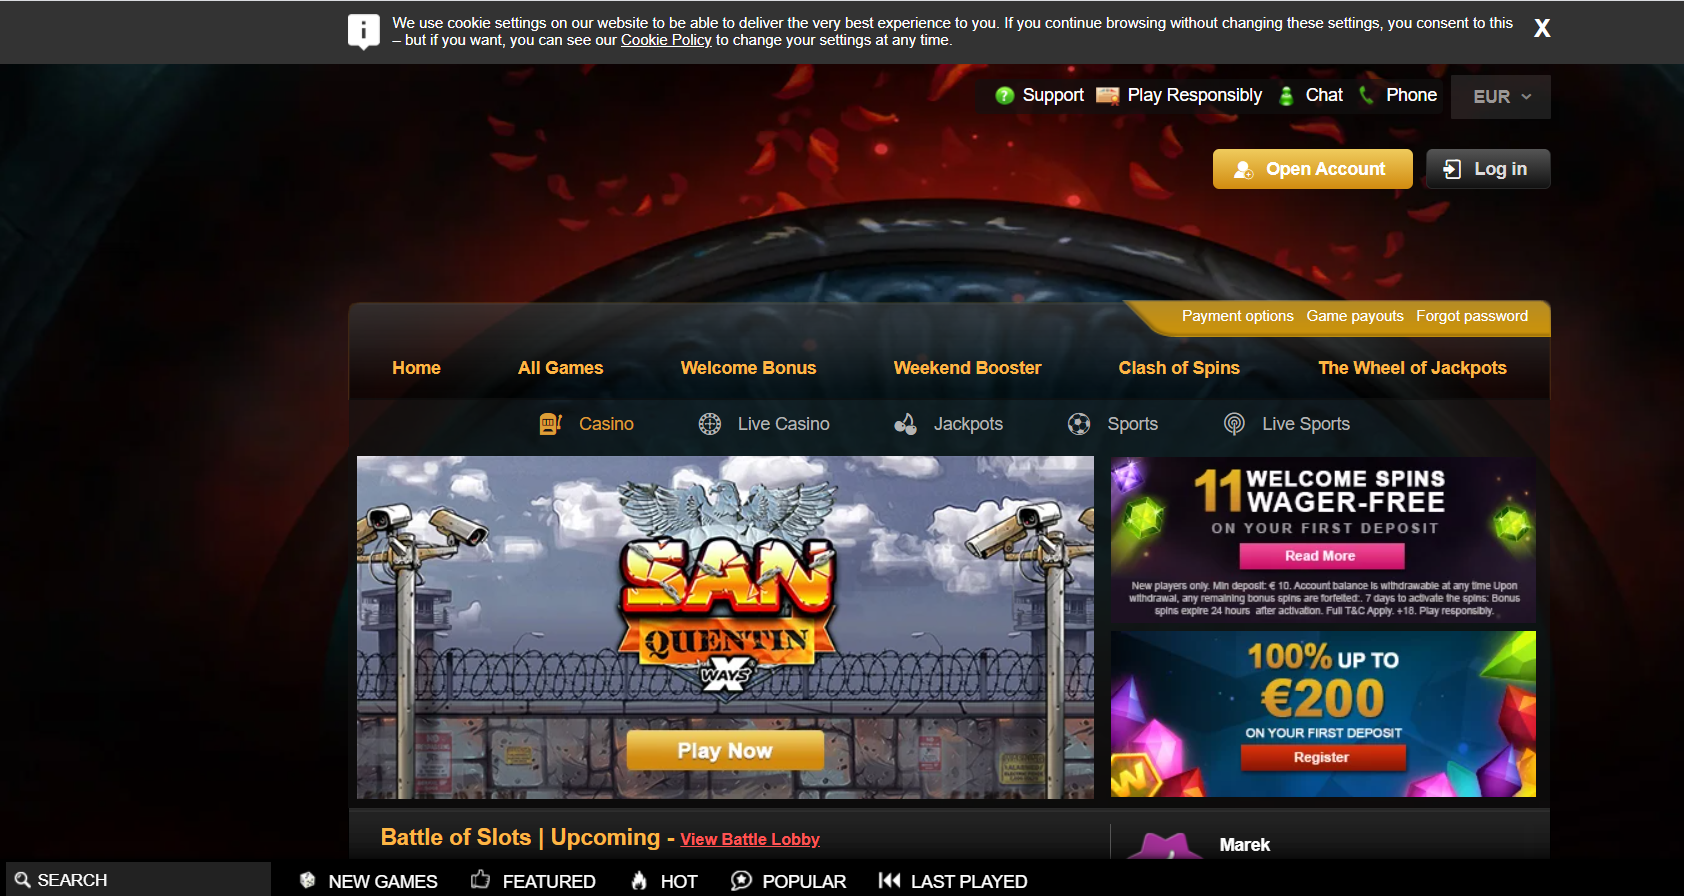 We use cookie settings on our website to be able to deliver the very best experience to you. If you continue browsing without changing these settings, you consent to this
– but if you want, you can see our Cookie Policy to change your settings at any time.
X
Support
Play Responsibly
Chat
Phone
EUR
Open Account
Log in
Payment options
Game payouts
Forgot password
Home
All Games
Welcome Bonus
Weekend Booster
Clash of Spins
The Wheel of Jackpots
Casino
Live Casino
Jackpots
Sports
Live Sports
SAN
QUENTIN
X
WAYS
Play Now
11 WELCOME SPINS
WAGER-FREE
ON YOUR FIRST DEPOSIT
Read More
New players only. Min deposit: € 10. Account balance is withdrawable at any time Upon
withdrawal, any remaining bonus spins are forfeited:. 7 days to activate the spins: Bonus
spins expire 24 hours after activation. Full T&C Apply. +18. Play responsibly.
100% UP TO
€200
ON YOUR FIRST DEPOSIT
Register
Battle of Slots | Upcoming - View Battle Lobby
Marek
SEARCH
NEW GAMES
FEATURED
HOT
POPULAR
LAST PLAYED